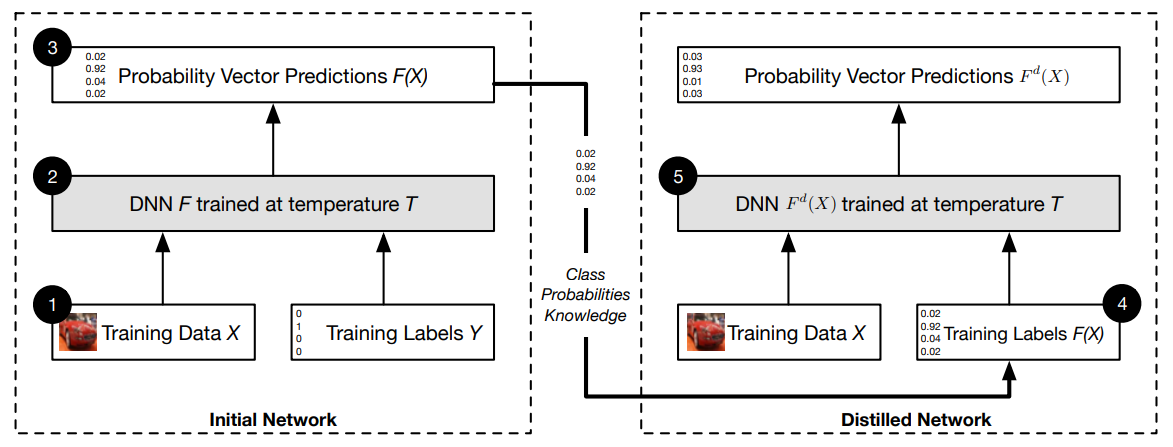 3
0.02
0.92
0.04
0.02
Probability Vector Predictions F(X)
2
DNN F trained at temperature T
1
Training Data X
0
1
0
0
Training Labels Y
Initial Network
0.02
0.92
0.04
0.02
Class
Probabilities
Knowledge
0.03
0.93
0.01
0.03
Probability Vector Predictions F^d(X)
5
DNN F^d(X) trained at temperature T
Training Data X
4
0.02
0.92
0.04
0.02
Training Labels F(X)
Distilled Network